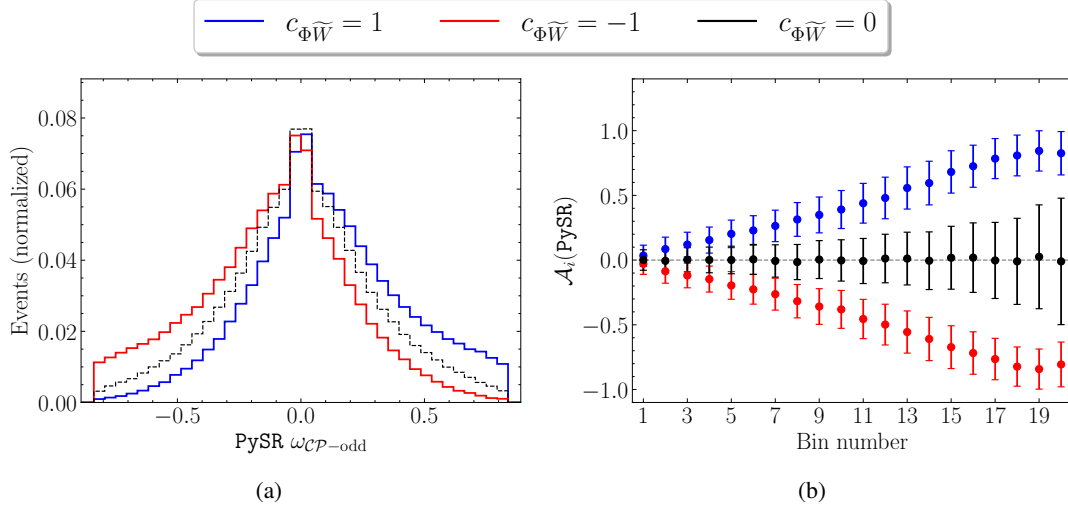 c_{ΦW̃} = 1 c_{ΦW̃} = −1 c_{ΦW̃} = 0
Events (normalized)
0.08
0.06
0.04
0.02
0.00
−0.5 0.0 0.5
PySR ω_{CP−odd}
(a)
𝒜_i(PySR)
1.0
0.5
0.0
−0.5
−1.0
1 3 5 7 9 11 13 15 17 19
Bin number
(b)